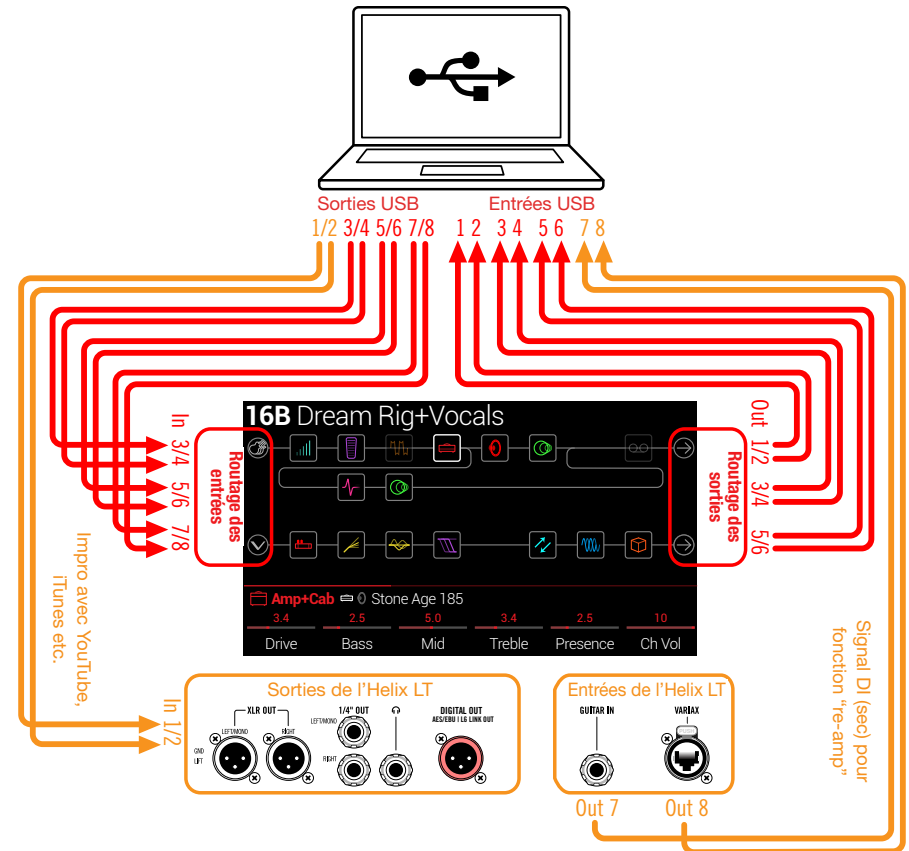 Sorties USB
Entrées USB
1/2 3/4 5/6 7/8
1 2 3 4 5 6 7 8
16B Dream Rig+Vocals
In 3/4 5/6 7/8
Routage des
entrées
Out 1/2 3/4 5/6
Routage des
sorties
Amp+Cab Stone Age 185
3.4 2.5 5.0 3.4 2.5 10
Drive Bass Mid Treble Presence Ch Vol
Impro avec YouTube,
iTunes etc.
In 1/2
Signal DI (sec) pour
fonction “re-amp”
Sorties de l'Helix LT
XLR OUT
LEFT/MONO
RIGHT
GND
LIFT
1/4" OUT
LEFT/MONO
RIGHT
DIGITAL OUT
AES/EBU | L6 LINK OUT
Entrées de l'Helix LT
GUITAR IN
VARIAX
PUSH
Out 7 Out 8